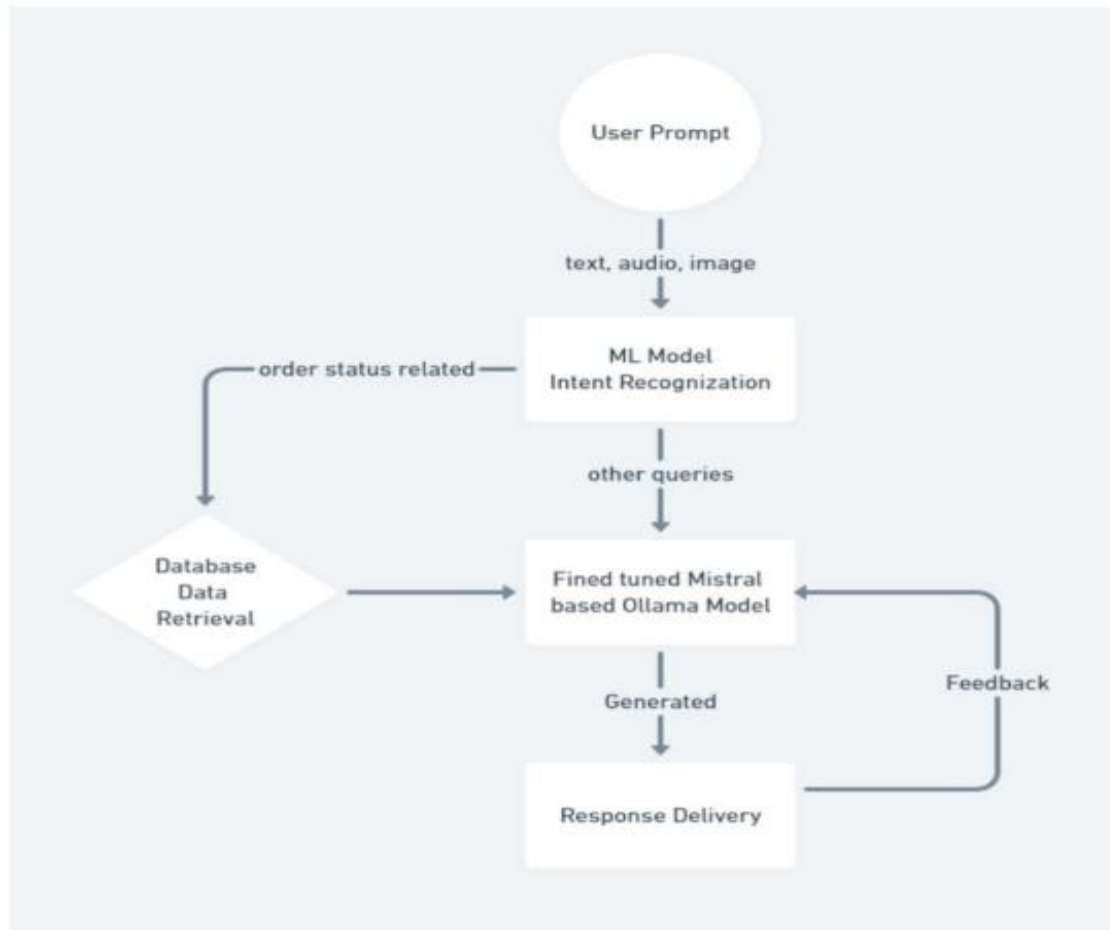 User Prompt
text, audio, image
ML Model
Intent Recognization
order status related
other queries
Database
Data
Retrieval
Fined tuned Mistral
based Ollama Model
Generated
Feedback
Response Delivery